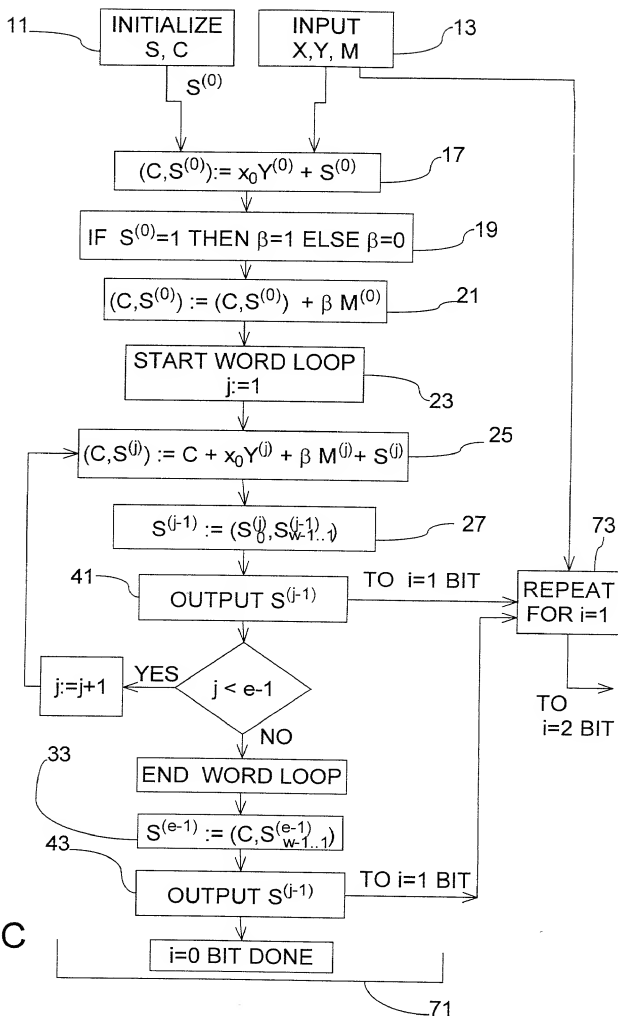 11
INITIALIZE
S, C
INPUT
X,Y, M
13
S(0)
(C,S(0)):= x0Y(0) + S(0)
17
IF S(0)=1 THEN β=1 ELSE β=0
19
(C,S(0)) := (C,S(0)) + β M(0)
21
START WORD LOOP
j:=1
23
(C,S(j)) := C + x0Y(j) + β M(j)+ S(j)
25
S(j-1) := (S0(j),Sw-1..1(j-1))
27
73
41
OUTPUT S(j-1)
TO i=1 BIT
REPEAT
FOR i=1
j:=j+1
YES
j < e-1
TO
i=2 BIT
NO
33
END WORD LOOP
S(e-1) := (C,Sw-1..1(e-1))
43
OUTPUT S(j-1)
TO i=1 BIT
C
i=0 BIT DONE
71